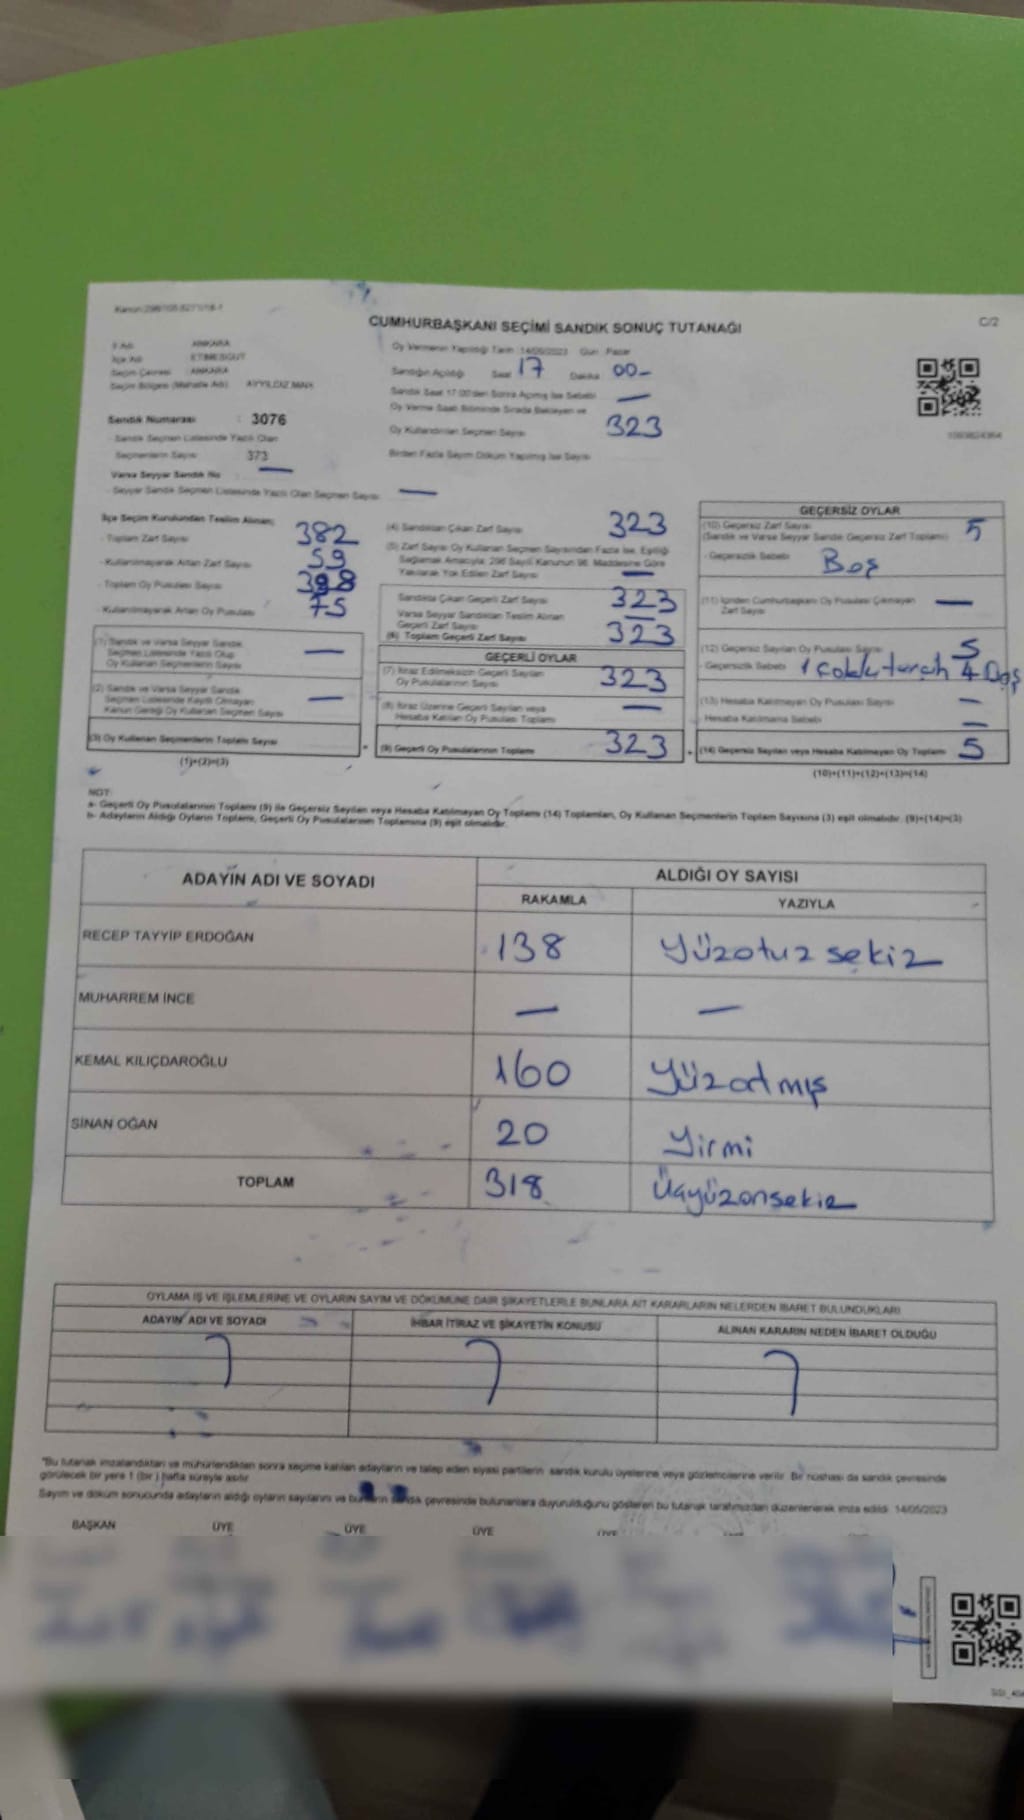 CUMHURBAŞKANI SEÇİMİ SANDIK SONUÇ TUTANAĞI
C/2
İl Adı ANKARA
İlçe Adı ETİMESGUT
Seçim Çevresi ANKARA
Seçim Bölgesi (Mahalle Adı) AYYILDIZ MAH.
Sandık Numarası : 3076
- Sandık Seçmen Listesinde Yazılı Olan
Seçmenlerin Sayısı 373
Varsa Seyyar Sandık No —
- Seyyar Sandık Seçmen Listesinde Yazılı Olan Seçmen Sayısı —
Oy Vermenin Yapıldığı Tarih :14/05/2023 Gün : Pazar
Sandığın Açıldığı Saat 17 Dakika 00-
Sandık Saat 17:00'den Sonra Açılmış İse Sebebi —
Oy Verme Saati Bitiminde Sırada Bekleyen ve
Oy Kullandırılan Seçmen Sayısı 323
Birden Fazla Sayım Döküm Yapılmış İse Sayısı
İlçe Seçim Kurulundan Teslim Alınan;
- Toplam Zarf Sayısı 382
- Kullanılmayarak Artan Zarf Sayısı 59
- Toplam Oy Pusulası Sayısı 398
- Kullanılmayarak Artan Oy Pusulası 75
(1) Sandık ve Varsa Seyyar Sandık
Seçmen Listesinde Yazılı Olup
Oy Kullanan Seçmenlerin Sayısı —
(2) Sandık ve Varsa Seyyar Sandık
Seçmen Listesinde Kayıtlı Olmayan
Kanun Gereği Oy Kullanan Seçmen Sayısı —
(3) Oy Kullanan Seçmenlerin Toplam Sayısı
(1)+(2)=(3)
(4) Sandıktan Çıkan Zarf Sayısı 323
(5) Zarf Sayısı Oy Kullanan Seçmen Sayısından Fazla İse, Eşitliği
Sağlamak Amacıyla; 298 Sayılı Kanunun 98. Maddesine Göre
Yakılarak Yok Edilen Zarf Sayısı —
Sandıkta Çıkan Geçerli Zarf Sayısı 323
Varsa Seyyar Sandıktan Teslim Alınan
Geçerli Zarf Sayısı
(6) Toplam Geçerli Zarf Sayısı 323
GEÇERLİ OYLAR
(7) İtiraz Edilmeksizin Geçerli Sayılan
Oy Pusulalarının Sayısı 323
(8) İtiraz Üzerine Geçerli Sayılan veya
Hesaba Katılan Oy Pusulası Toplamı —
(9) Geçerli Oy Pusulalarının Toplamı 323
GEÇERSİZ OYLAR
(10) Geçersiz Zarf Sayısı 5
(Sandık ve Varsa Seyyar Sandık Geçersiz Zarf Toplamı)
- Geçersizlik Sebebi Boş
(11) İçinden Cumhurbaşkanı Oy Pusulası Çıkmayan
Zarf Sayısı —
(12) Geçersiz Sayılan Oy Pusulası Sayısı 5
- Geçersizlik Sebebi 4 Boş
(13) Hesaba Katılmayan Oy Pusulası Sayısı —
- Hesaba Katılmama Sebebi —
(14) Geçersiz Sayılan veya Hesaba Katılmayan Oy Toplamı 5
(10)+(11)+(12)+(13)=(14)
NOT:
a- Geçerli Oy Pusulalarının Toplamı (9) ile Geçersiz Sayılan veya Hesaba Katılmayan Oy Toplamı (14) Toplamları, Oy Kullanan Seçmenlerin Toplam Sayısına (3) eşit olmalıdır. (9)+(14)=(3)
b- Adayların Aldığı Oyların Toplamı, Geçerli Oy Pusulalarının Toplamına (9) eşit olmalıdır.
ADAYIN ADI VE SOYADI
ALDIĞI OY SAYISI
RAKAMLA YAZIYLA
RECEP TAYYİP ERDOĞAN 138 Yüzotuz sekiz
MUHARREM İNCE — —
KEMAL KILIÇDAROĞLU 160 Yüzatmış
SİNAN OĞAN 20 Yirmi
TOPLAM 318 Üçyüzonsekiz
OYLAMA İŞ VE İŞLEMLERİNE VE OYLARIN SAYIM VE DÖKÜMÜNE DAİR ŞİKAYETLERLE BUNLARA AİT KARARLARIN NELERDEN İBARET BULUNDUKLARI
ADAYIN ADI VE SOYADI İHBAR İTİRAZ VE ŞİKAYETİN KONUSU ALINAN KARARIN NEDEN İBARET OLDUĞU
"Bu tutanak imzalandıktan ve mühürlendikten sonra seçime katılan adayların ve talep eden siyasi partilerin sandık kurulu üyelerine veya gözlemcilerine verilir. Bir nüshası da sandık çevresinde
görülecek bir yere 1 (bir) hafta süreyle asılır.
Sayım ve döküm sonucunda adayların aldığı oyların sayılarını ve bunların sandık çevresinde bulunanlara duyurulduğunu gösteren bu tutanak tarafımızdan düzenlenerek imza edildi. 14/05/2023
BAŞKAN ÜYE ÜYE ÜYE ÜYE ÜYE ÜYE